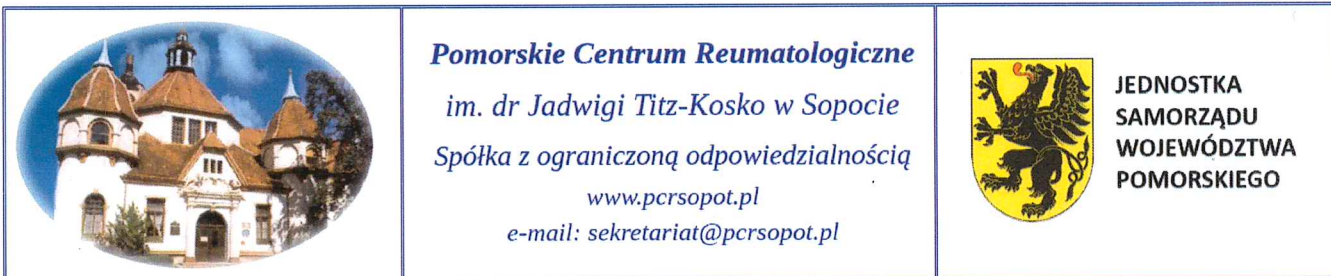 Pomorskie Centrum Reumatologiczne
im. dr Jadwigi Titz-Kosko w Sopocie
Spółka z ograniczoną odpowiedzialnością
www.pcrsopot.pl
e-mail: sekretariat@pcrsopot.pl
JEDNOSTKA
SAMORZĄDU
WOJEWÓDZTWA
POMORSKIEGO